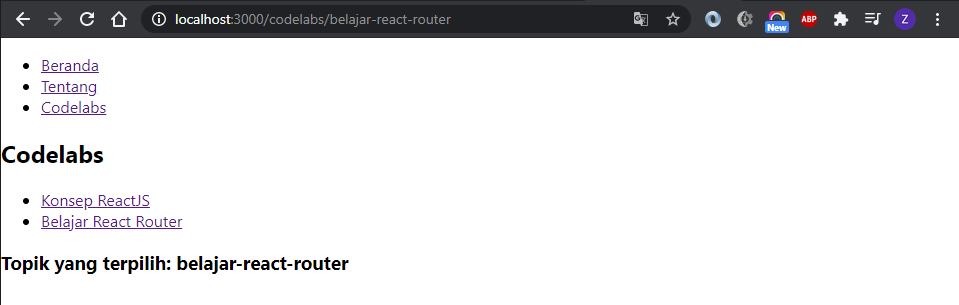 localhost:3000/codelabs/belajar-react-router
New
ABP
Z
Beranda
Tentang
Codelabs
Codelabs
Konsep ReactJS
Belajar React Router
Topik yang terpilih: belajar-react-router